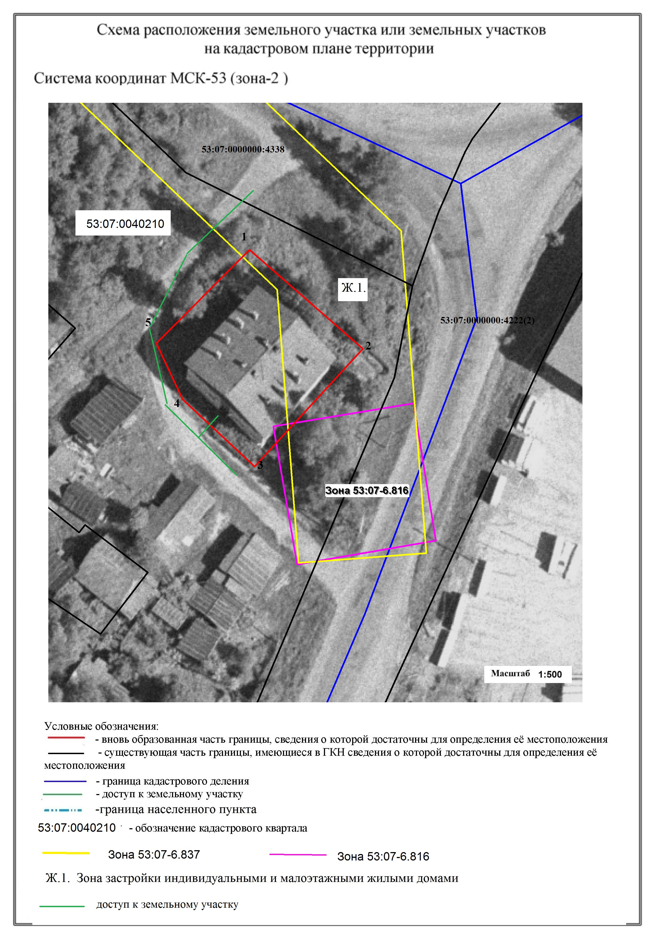 Схема расположения земельного участка или земельных участков
на кадастровом плане территории
Система координат МСК-53 (зона-2 )
53:07:0000000:4338
53:07:0040210
1
Ж.1.
53:07:0000000:4222(2)
5
2
4
3
Зона 53:07-6.816
Масштаб 1:500
Условные обозначения:
- вновь образованная часть границы, сведения о которой достаточны для определения её местоположения
- существующая часть границы, имеющиеся в ГКН сведения о которой достаточны для определения её
местоположения
- граница кадастрового деления
- доступ к земельному участку
-граница населенного пункта
53:07:0040210 - обозначение кадастрового квартала
Зона 53:07-6.837 Зона 53:07-6.816
Ж.1. Зона застройки индивидуальными и малоэтажными жилыми домами
доступ к земельному участку